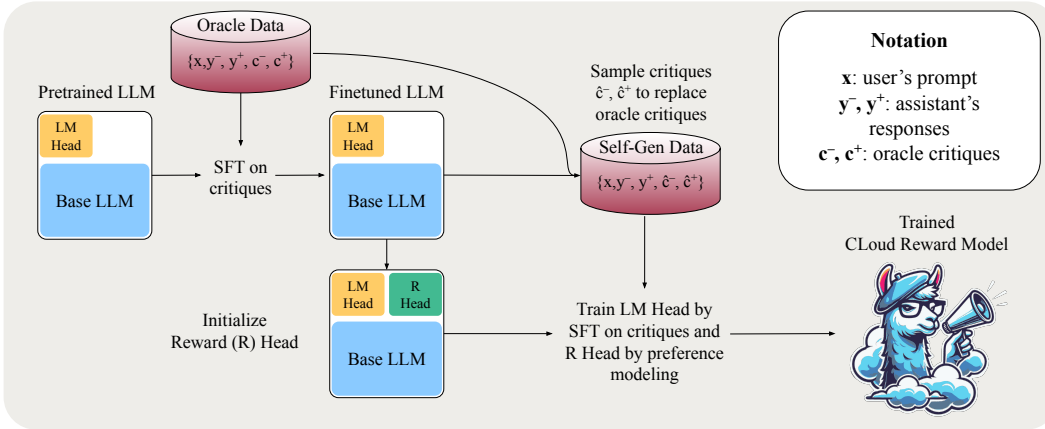 Oracle Data
{x,y⁻, y⁺, c⁻, c⁺}
Pretrained LLM
LM
Head
Base LLM
SFT on
critiques
Finetuned LLM
LM
Head
Base LLM
Sample critiques
ĉ⁻, ĉ⁺ to replace
oracle critiques
Self-Gen Data
{x,y⁻, y⁺, ĉ⁻, ĉ⁺}
Notation
x: user's prompt
y⁻, y⁺: assistant's
responses
c⁻, c⁺: oracle critiques
Initialize
Reward (R) Head
LM
Head
R
Head
Base LLM
Train LM Head by
SFT on critiques and
R Head by preference
modeling
Trained
CLoud Reward Model